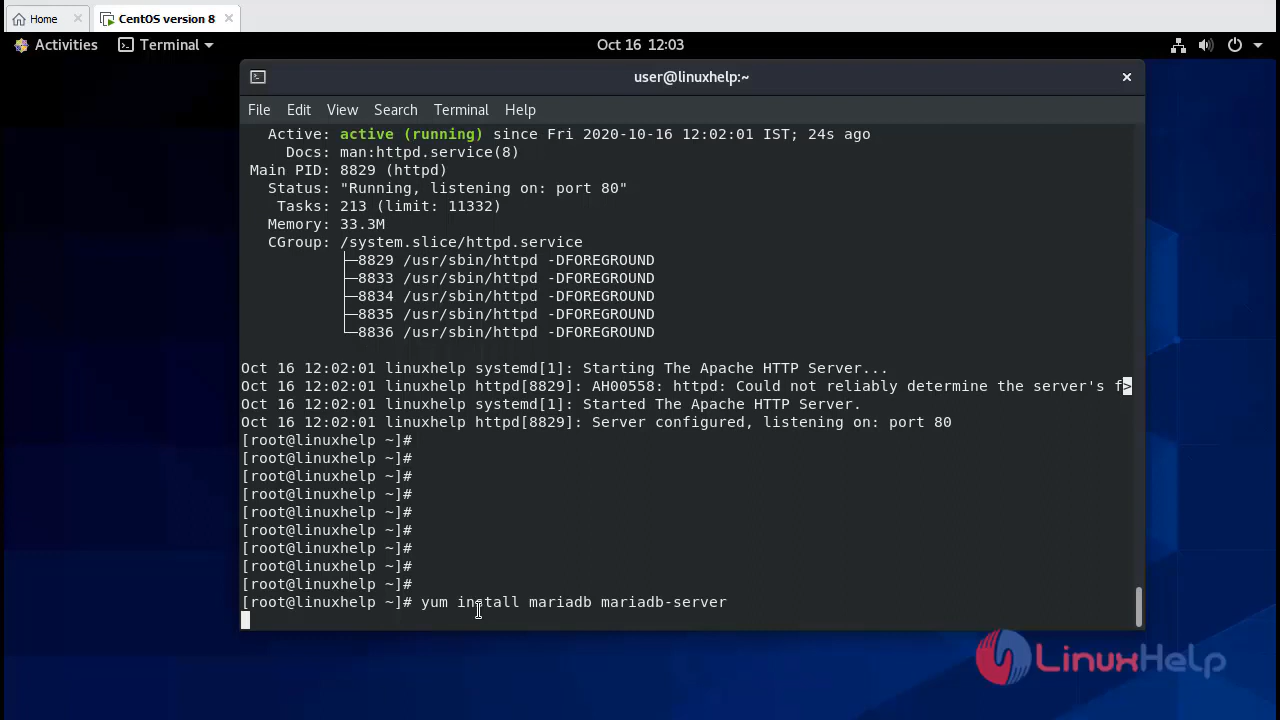 Home
CentOS version 8
Activities
Terminal
Oct 16 12:03
user@linuxhelp:~
File Edit View Search Terminal Help
Active: active (running) since Fri 2020-10-16 12:02:01 IST; 24s ago
Docs: man:httpd.service(8)
Main PID: 8829 (httpd)
Status: "Running, listening on: port 80"
Tasks: 213 (limit: 11332)
Memory: 33.3M
CGroup: /system.slice/httpd.service
├─8829 /usr/sbin/httpd -DFOREGROUND
├─8833 /usr/sbin/httpd -DFOREGROUND
├─8834 /usr/sbin/httpd -DFOREGROUND
├─8835 /usr/sbin/httpd -DFOREGROUND
└─8836 /usr/sbin/httpd -DFOREGROUND
Oct 16 12:02:01 linuxhelp systemd[1]: Starting The Apache HTTP Server...
Oct 16 12:02:01 linuxhelp httpd[8829]: AH00558: httpd: Could not reliably determine the server's f>
Oct 16 12:02:01 linuxhelp systemd[1]: Started The Apache HTTP Server.
Oct 16 12:02:01 linuxhelp httpd[8829]: Server configured, listening on: port 80
[root@linuxhelp ~]#
[root@linuxhelp ~]#
[root@linuxhelp ~]#
[root@linuxhelp ~]#
[root@linuxhelp ~]#
[root@linuxhelp ~]#
[root@linuxhelp ~]#
[root@linuxhelp ~]#
[root@linuxhelp ~]#
[root@linuxhelp ~]# yum install mariadb mariadb-server
LinuxHelp